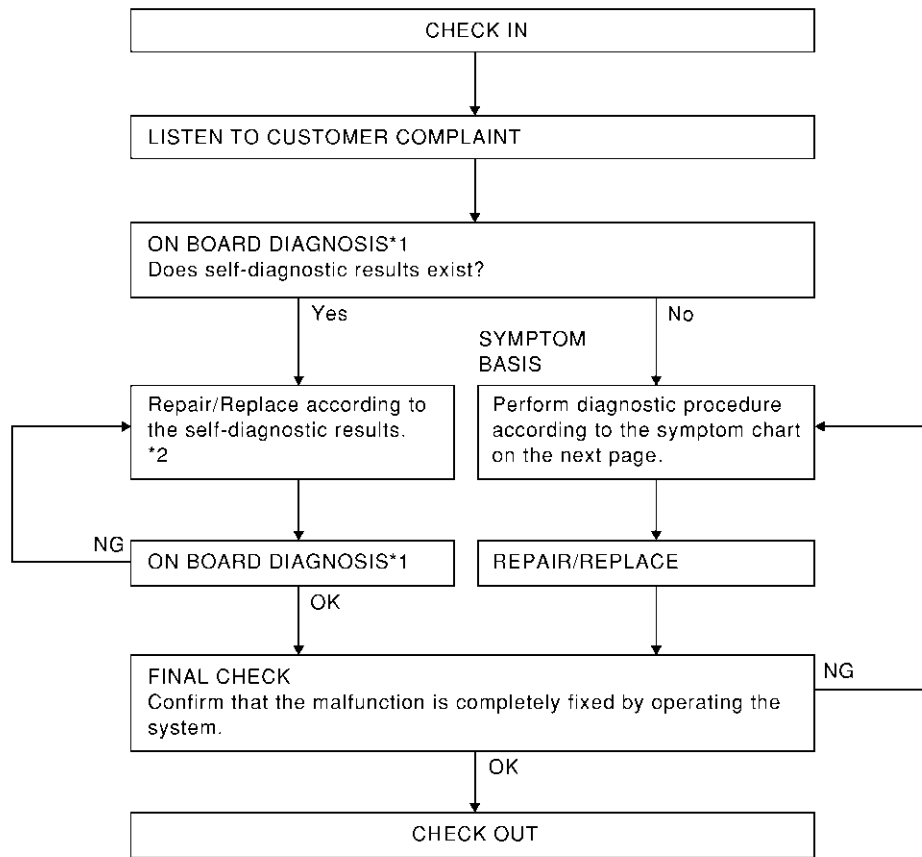 CHECK IN
LISTEN TO CUSTOMER COMPLAINT
ON BOARD DIAGNOSIS*1
Does self-diagnostic results exist?
Yes
No
SYMPTOM
BASIS
Repair/Replace according to
the self-diagnostic results.
*2
Perform diagnostic procedure
according to the symptom chart
on the next page.
NG
ON BOARD DIAGNOSIS*1
REPAIR/REPLACE
OK
FINAL CHECK
Confirm that the malfunction is completely fixed by operating the
system.
NG
OK
CHECK OUT